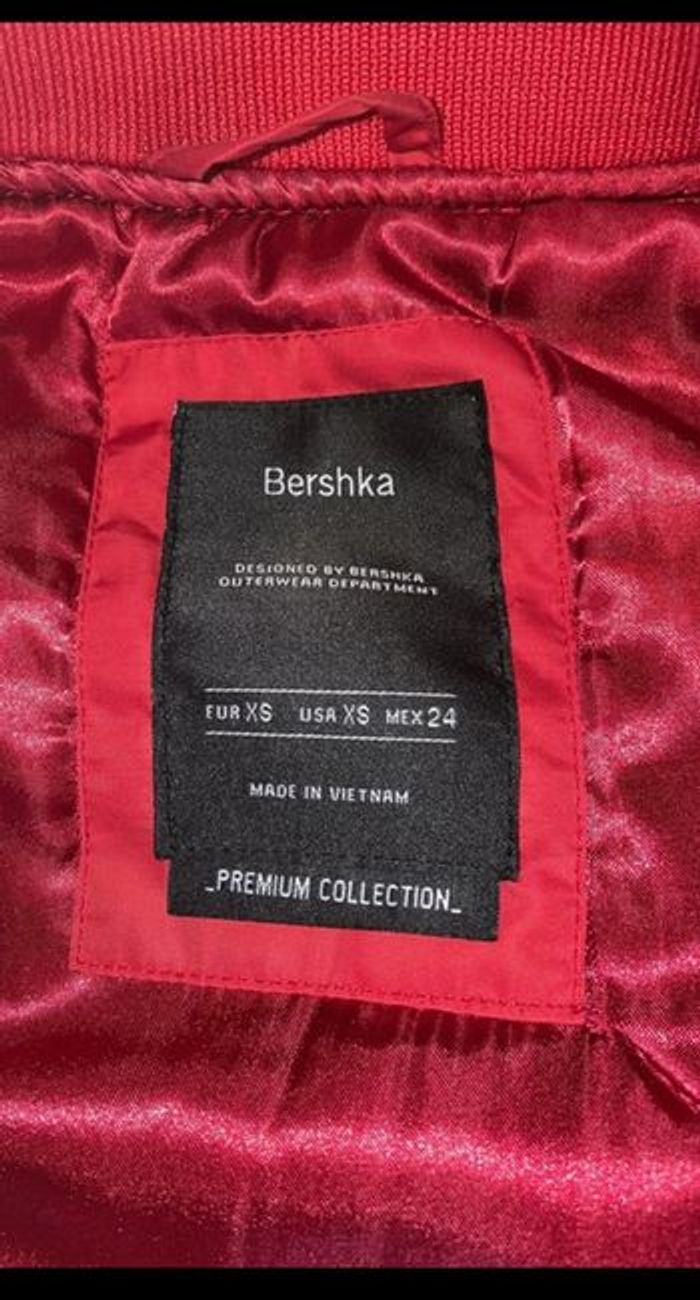 Bershka
DESIGNED BY BERSHKA
OUTERWEAR DEPARTMENT
EUR XS USA XS MEX 24
MADE IN VIETNAM
_PREMIUM COLLECTION_